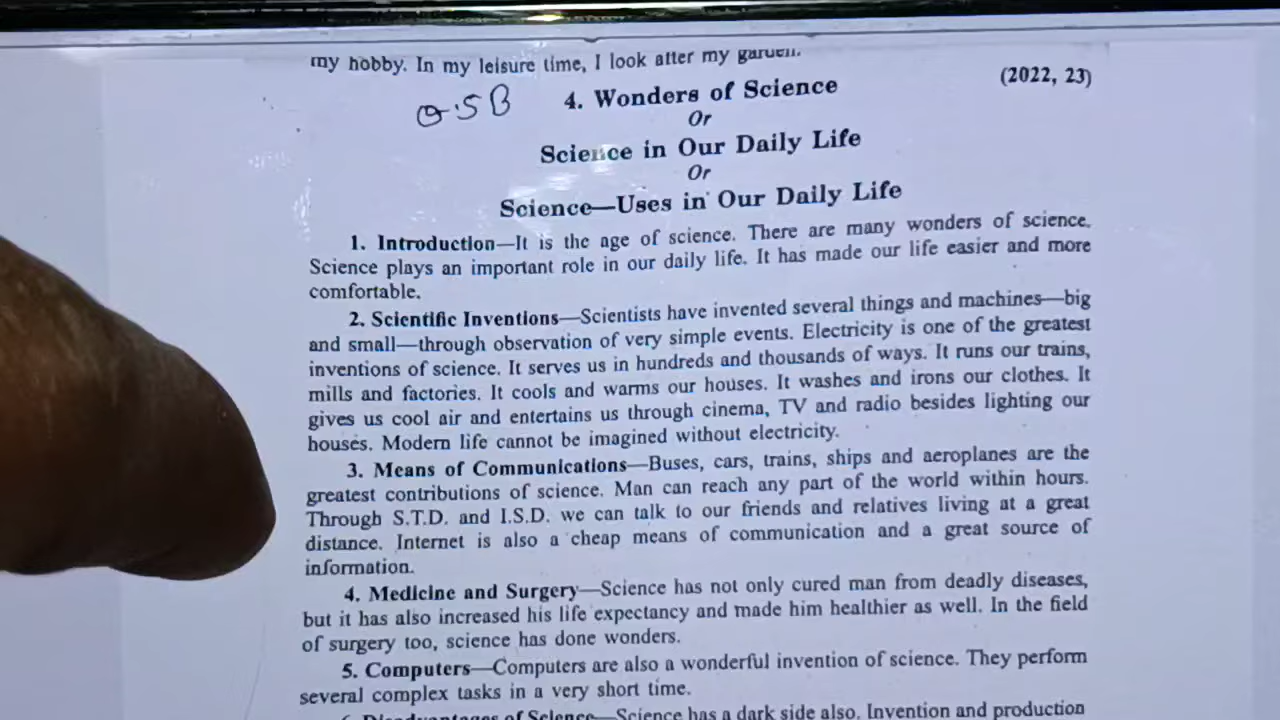 my hobby. In my leisure time, I look after my garden.
(2022, 23)
4. Wonders of Science
Or
Science in Our Daily Life
Or
Science—Uses in Our Daily Life
1. Introduction—It is the age of science. There are many wonders of science.
Science plays an important role in our daily life. It has made our life easier and more
comfortable.
2. Scientific Inventions—Scientists have invented several things and machines—big
and small—through observation of very simple events. Electricity is one of the greatest
inventions of science. It serves us in hundreds and thousands of ways. It runs our trains,
mills and factories. It cools and warms our houses. It washes and irons our clothes. It
gives us cool air and entertains us through cinema, TV and radio besides lighting our
houses. Modern life cannot be imagined without electricity.
3. Means of Communications—Buses, cars, trains, ships and aeroplanes are the
greatest contributions of science. Man can reach any part of the world within hours.
Through S.T.D. and I.S.D. we can talk to our friends and relatives living at a great
distance. Internet is also a cheap means of communication and a great source of
information.
4. Medicine and Surgery—Science has not only cured man from deadly diseases,
but it has also increased his life expectancy and made him healthier as well. In the field
of surgery too, science has done wonders.
5. Computers—Computers are also a wonderful invention of science. They perform
several complex tasks in a very short time.
6. Disadvantages of Science—Science has a dark side also. Invention and production